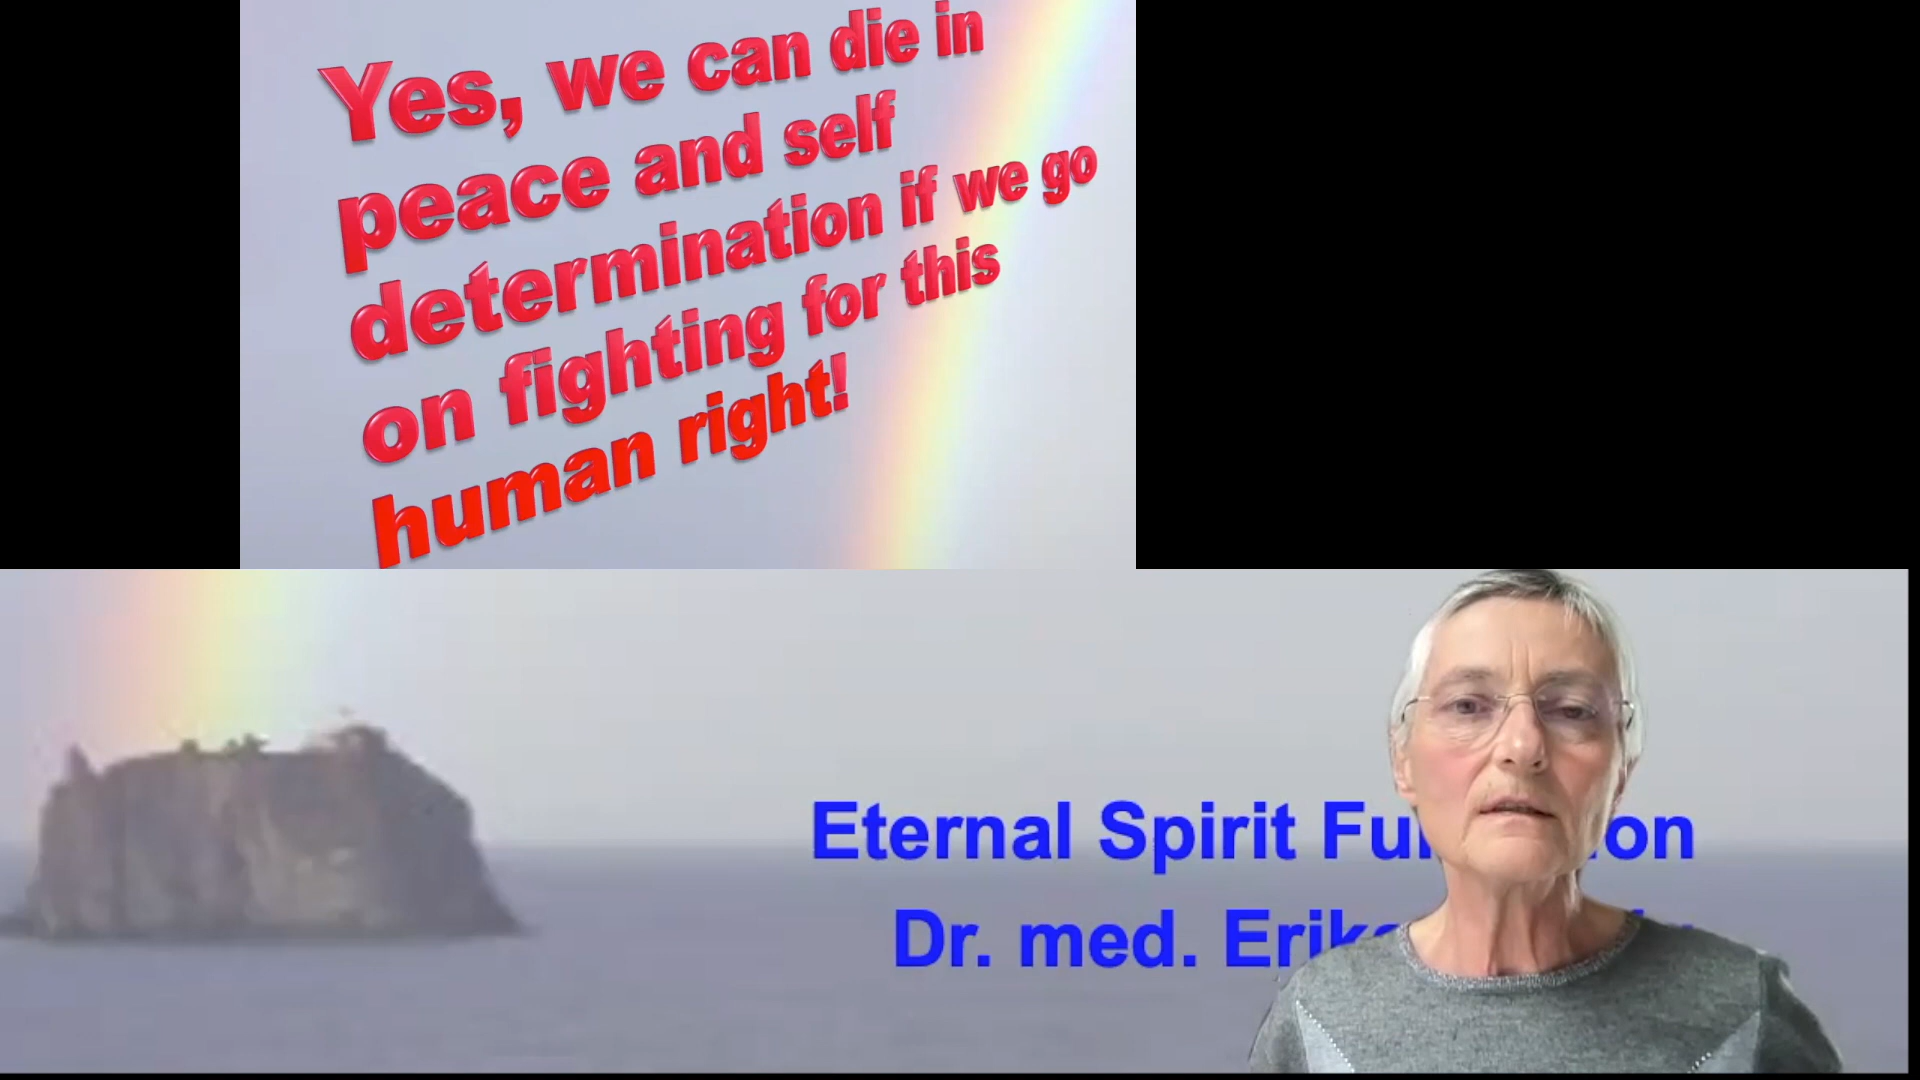 Yes, we can die in
peace and self
determination if we go
on fighting for this
human right!
Eternal Spirit
Dr. med.